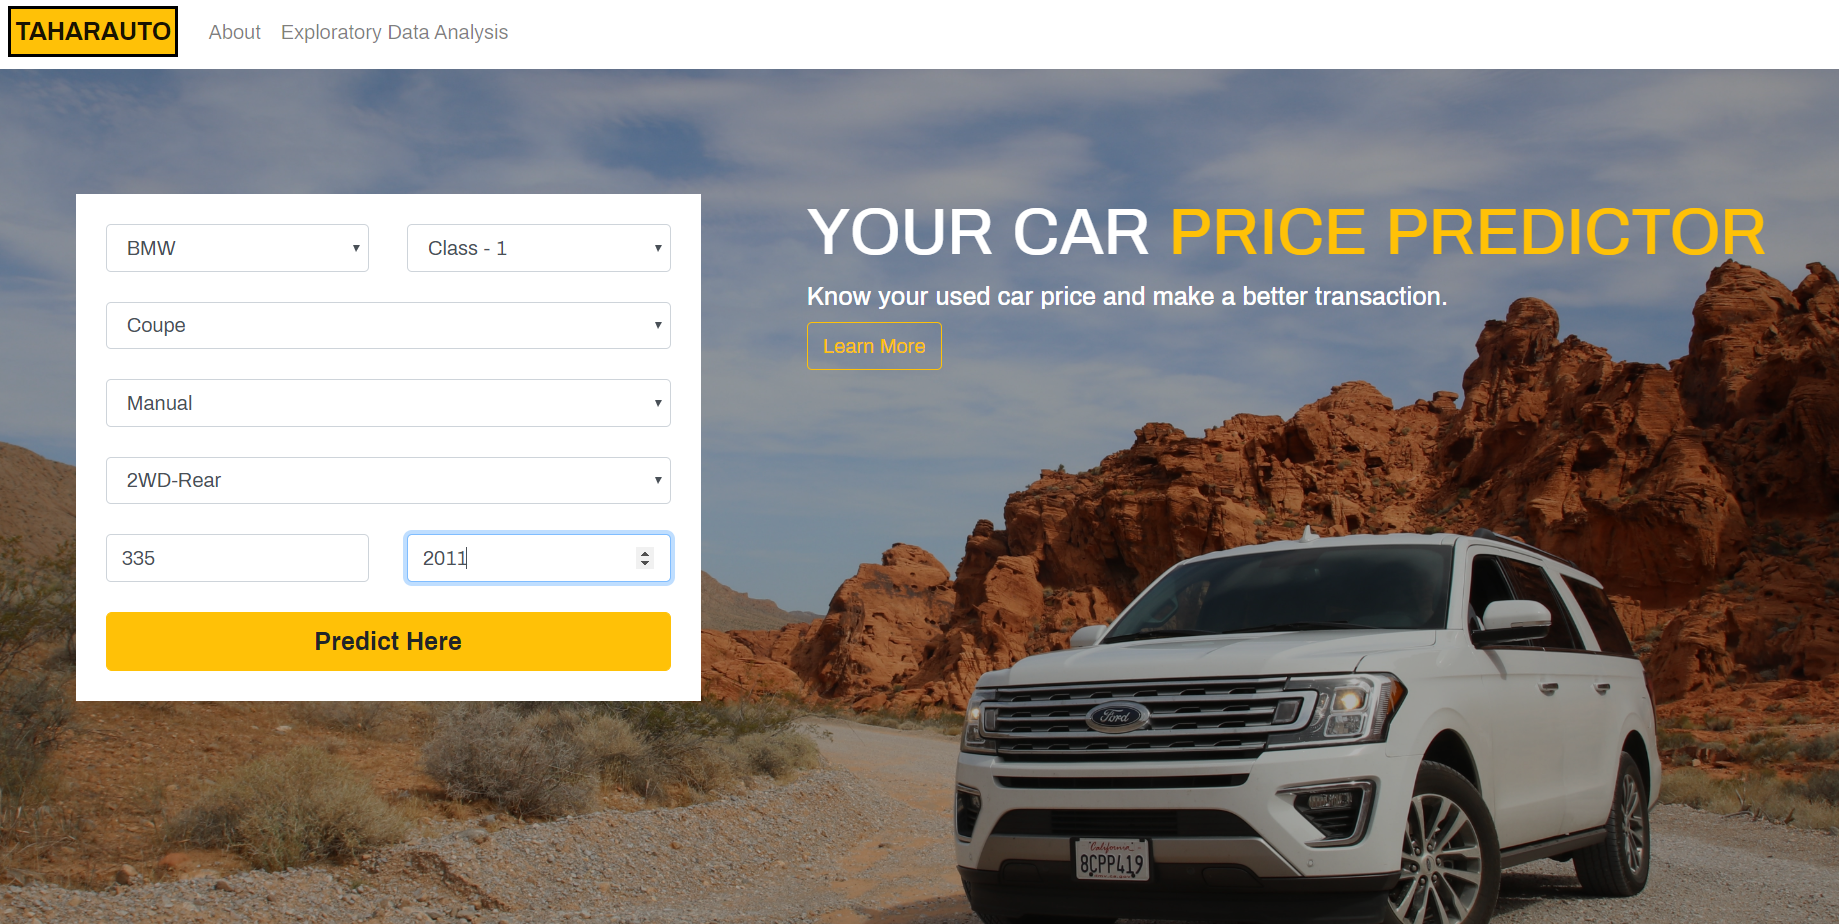 TAHARAUTO About Exploratory Data Analysis
BMW Class - 1
Coupe
Manual
2WD-Rear
335 2011
Predict Here
YOUR CAR PRICE PREDICTOR
Know your used car price and make a better transaction.
Learn More
Ford
California
8CPP419